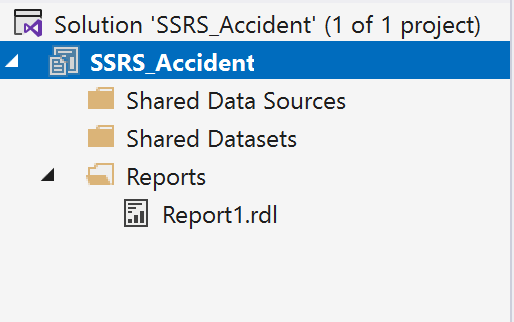 Solution 'SSRS_Accident' (1 of 1 project)
SSRS_Accident
Shared Data Sources
Shared Datasets
Reports
Report1.rdl